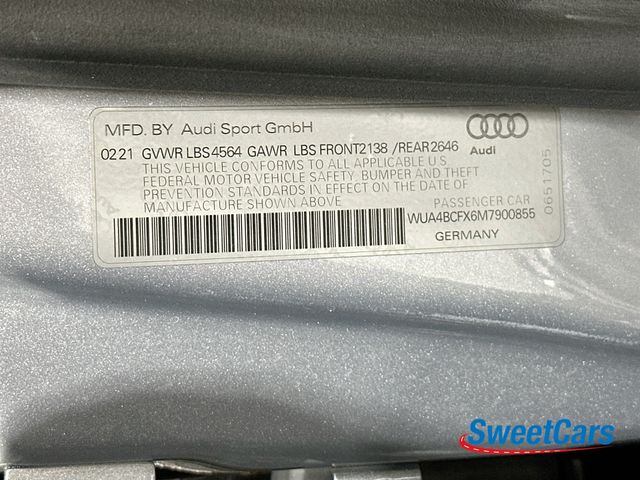 MFD. BY Audi Sport GmbH
0221 GVWR LBS4564 GAWR LBS FRONT2138 /REAR2646
Audi
THIS VEHICLE CONFORMS TO ALL APPLICABLE U.S.
FEDERAL MOTOR VEHICLE SAFETY, BUMPER AND THEFT
PREVENTION STANDARDS IN EFFECT ON THE DATE OF
MANUFACTURE SHOWN ABOVE
PASSENGER CAR
WUA4BCFX6M7900855
GERMANY
0651705
SweetCars